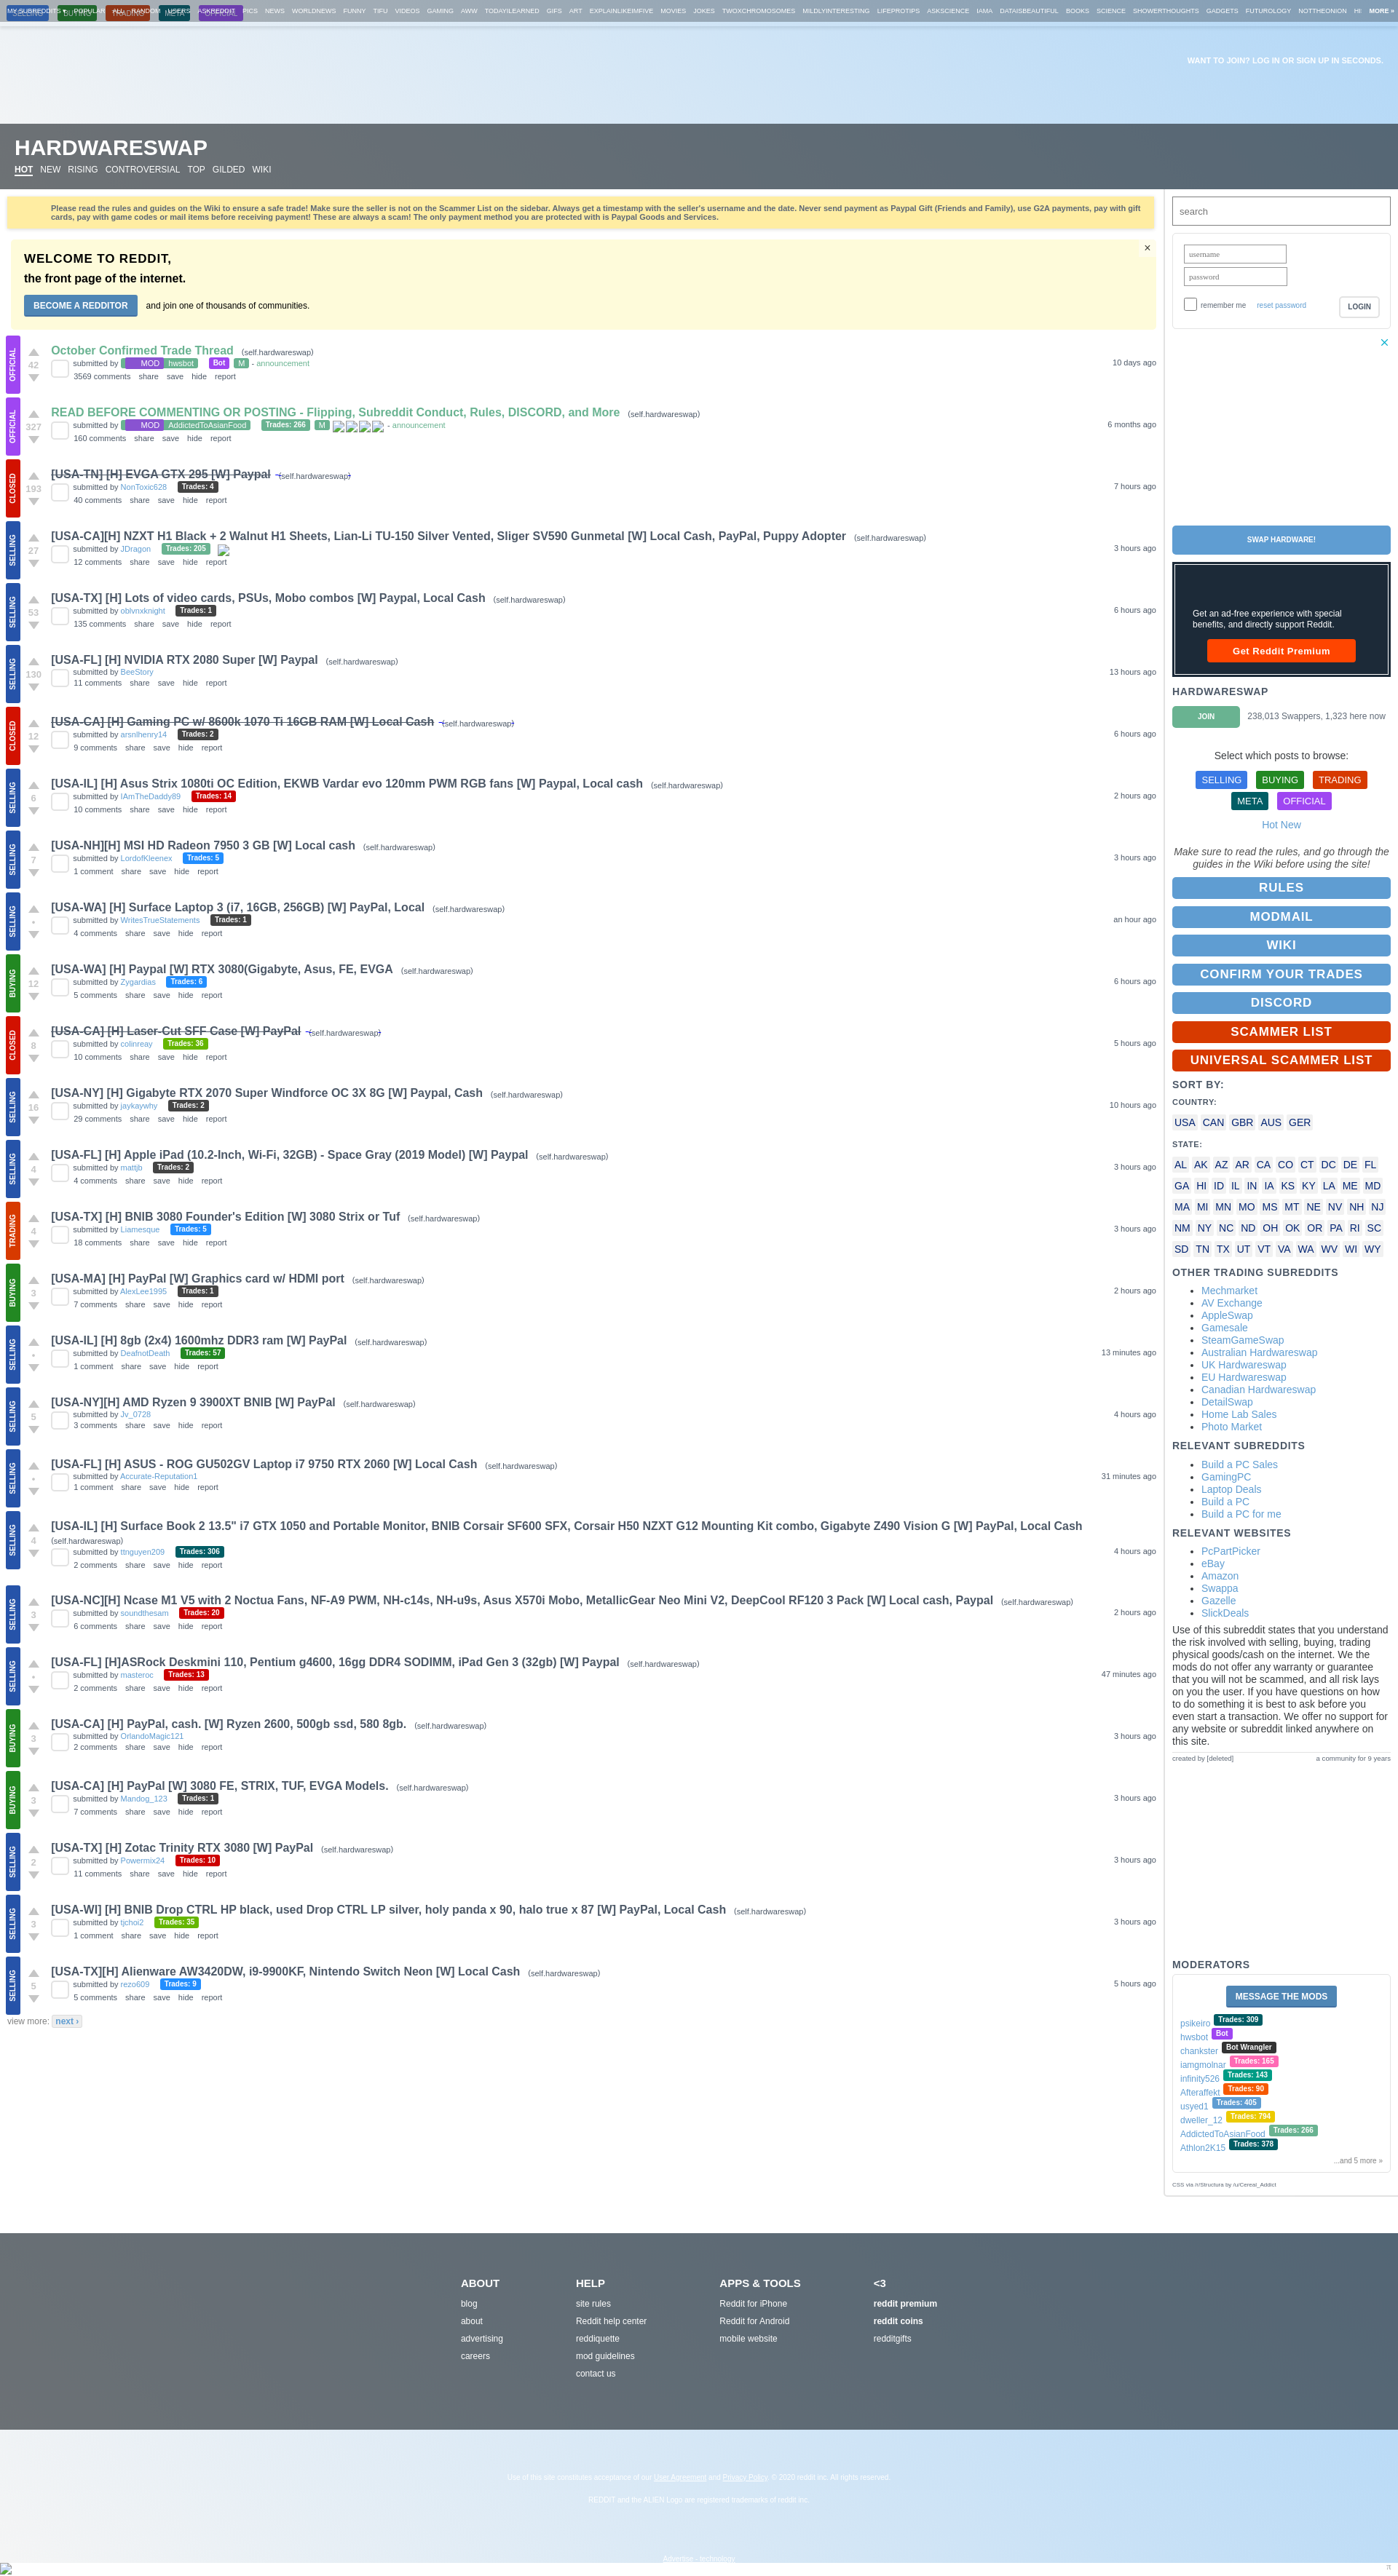 MY SUBREDDITS ▾ POPULAR ALL RANDOM USERS ASKREDDIT PICS NEWS WORLDNEWS FUNNY TIFU VIDEOS GAMING AWW TODAYILEARNED GIFS ART EXPLAINLIKEIMFIVE MOVIES JOKES TWOXCHROMOSOMES MILDLYINTERESTING LIFEPROTIPS ASKSCIENCE IAMA DATAISBEAUTIFUL BOOKS SCIENCE SHOWERTHOUGHTS GADGETS FUTUROLOGY NOTTHEONION MORE »
SELLING BUYING TRADING META OFFICIAL
WANT TO JOIN? LOG IN OR SIGN UP IN SECONDS.
HARDWARESWAP
HOT NEW RISING CONTROVERSIAL TOP GILDED WIKI
Please read the rules and guides on the Wiki to ensure a safe trade! Make sure the seller is not on the Scammer List on the sidebar. Always get a timestamp with the seller's username and the date. Never send payment as Paypal Gift (Friends and Family), use G2A payments, pay with gift
cards, pay with game codes or mail items before receiving payment! These are always a scam! The only payment method you are protected with is Paypal Goods and Services.
WELCOME TO REDDIT,
the front page of the internet.
BECOME A REDDITOR and join one of thousands of communities.
×
OFFICIAL
42
October Confirmed Trade Thread (self.hardwareswap)
submitted by MOD hwsbot Bot M - announcement 10 days ago
3569 comments share save hide report
OFFICIAL
327
READ BEFORE COMMENTING OR POSTING - Flipping, Subreddit Conduct, Rules, DISCORD, and More (self.hardwareswap)
submitted by MOD AddictedToAsianFood Trades: 266 M - announcement 6 months ago
160 comments share save hide report
CLOSED
193
[USA-TN] [H] EVGA GTX 295 [W] Paypal (self.hardwareswap)
submitted by NonToxic628 Trades: 4 7 hours ago
40 comments share save hide report
SELLING
27
[USA-CA][H] NZXT H1 Black + 2 Walnut H1 Sheets, Lian-Li TU-150 Silver Vented, Sliger SV590 Gunmetal [W] Local Cash, PayPal, Puppy Adopter (self.hardwareswap)
submitted by JDragon Trades: 205 3 hours ago
12 comments share save hide report
SELLING
53
[USA-TX] [H] Lots of video cards, PSUs, Mobo combos [W] Paypal, Local Cash (self.hardwareswap)
submitted by oblvnxknight Trades: 1 6 hours ago
135 comments share save hide report
SELLING
130
[USA-FL] [H] NVIDIA RTX 2080 Super [W] Paypal (self.hardwareswap)
submitted by BeeStory 13 hours ago
11 comments share save hide report
CLOSED
12
[USA-CA] [H] Gaming PC w/ 8600k 1070 Ti 16GB RAM [W] Local Cash (self.hardwareswap)
submitted by arsnlhenry14 Trades: 2 6 hours ago
9 comments share save hide report
SELLING
6
[USA-IL] [H] Asus Strix 1080ti OC Edition, EKWB Vardar evo 120mm PWM RGB fans [W] Paypal, Local cash (self.hardwareswap)
submitted by IAmTheDaddy89 Trades: 14 2 hours ago
10 comments share save hide report
SELLING
7
[USA-NH][H] MSI HD Radeon 7950 3 GB [W] Local cash (self.hardwareswap)
submitted by LordofKleenex Trades: 5 3 hours ago
1 comment share save hide report
SELLING
•
[USA-WA] [H] Surface Laptop 3 (i7, 16GB, 256GB) [W] PayPal, Local (self.hardwareswap)
submitted by WritesTrueStatements Trades: 1 an hour ago
4 comments share save hide report
BUYING
12
[USA-WA] [H] Paypal [W] RTX 3080(Gigabyte, Asus, FE, EVGA (self.hardwareswap)
submitted by Zygardias Trades: 6 6 hours ago
5 comments share save hide report
CLOSED
8
[USA-CA] [H] Laser-Cut SFF Case [W] PayPal (self.hardwareswap)
submitted by colinreay Trades: 36 5 hours ago
10 comments share save hide report
SELLING
16
[USA-NY] [H] Gigabyte RTX 2070 Super Windforce OC 3X 8G [W] Paypal, Cash (self.hardwareswap)
submitted by jaykaywhy Trades: 2 10 hours ago
29 comments share save hide report
SELLING
4
[USA-FL] [H] Apple iPad (10.2-Inch, Wi-Fi, 32GB) - Space Gray (2019 Model) [W] Paypal (self.hardwareswap)
submitted by mattjb Trades: 2 3 hours ago
4 comments share save hide report
TRADING
4
[USA-TX] [H] BNIB 3080 Founder's Edition [W] 3080 Strix or Tuf (self.hardwareswap)
submitted by Liamesque Trades: 5 3 hours ago
18 comments share save hide report
BUYING
3
[USA-MA] [H] PayPal [W] Graphics card w/ HDMI port (self.hardwareswap)
submitted by AlexLee1995 Trades: 1 2 hours ago
7 comments share save hide report
SELLING
•
[USA-IL] [H] 8gb (2x4) 1600mhz DDR3 ram [W] PayPal (self.hardwareswap)
submitted by DeafnotDeath Trades: 57 13 minutes ago
1 comment share save hide report
SELLING
5
[USA-NY][H] AMD Ryzen 9 3900XT BNIB [W] PayPal (self.hardwareswap)
submitted by Jv_0728 4 hours ago
3 comments share save hide report
SELLING
•
[USA-FL] [H] ASUS - ROG GU502GV Laptop i7 9750 RTX 2060 [W] Local Cash (self.hardwareswap)
submitted by Accurate-Reputation1 31 minutes ago
1 comment share save hide report
SELLING
4
[USA-IL] [H] Surface Book 2 13.5" i7 GTX 1050 and Portable Monitor, BNIB Corsair SF600 SFX, Corsair H50 NZXT G12 Mounting Kit combo, Gigabyte Z490 Vision G [W] PayPal, Local Cash
(self.hardwareswap)
submitted by ttnguyen209 Trades: 306 4 hours ago
2 comments share save hide report
SELLING
3
[USA-NC][H] Ncase M1 V5 with 2 Noctua Fans, NF-A9 PWM, NH-c14s, NH-u9s, Asus X570i Mobo, MetallicGear Neo Mini V2, DeepCool RF120 3 Pack [W] Local cash, Paypal (self.hardwareswap)
submitted by soundthesam Trades: 20 2 hours ago
6 comments share save hide report
SELLING
•
[USA-FL] [H]ASRock Deskmini 110, Pentium g4600, 16gg DDR4 SODIMM, iPad Gen 3 (32gb) [W] Paypal (self.hardwareswap)
submitted by masteroc Trades: 13 47 minutes ago
2 comments share save hide report
BUYING
3
[USA-CA] [H] PayPal, cash. [W] Ryzen 2600, 500gb ssd, 580 8gb. (self.hardwareswap)
submitted by OrlandoMagic121 3 hours ago
2 comments share save hide report
BUYING
3
[USA-CA] [H] PayPal [W] 3080 FE, STRIX, TUF, EVGA Models. (self.hardwareswap)
submitted by Mandog_123 Trades: 1 3 hours ago
7 comments share save hide report
SELLING
2
[USA-TX] [H] Zotac Trinity RTX 3080 [W] PayPal (self.hardwareswap)
submitted by Powermix24 Trades: 10 3 hours ago
11 comments share save hide report
SELLING
3
[USA-WI] [H] BNIB Drop CTRL HP black, used Drop CTRL LP silver, holy panda x 90, halo true x 87 [W] PayPal, Local Cash (self.hardwareswap)
submitted by tjchoi2 Trades: 35 3 hours ago
1 comment share save hide report
SELLING
5
[USA-TX][H] Alienware AW3420DW, i9-9900KF, Nintendo Switch Neon [W] Local Cash (self.hardwareswap)
submitted by rezo609 Trades: 9 5 hours ago
5 comments share save hide report
view more: next ›
search
username
password
remember me reset password LOGIN
SWAP HARDWARE!
Get an ad-free experience with special
benefits, and directly support Reddit.
Get Reddit Premium
HARDWARESWAP
JOIN 238,013 Swappers, 1,323 here now
Select which posts to browse:
SELLING BUYING TRADING
META OFFICIAL
Hot New
Make sure to read the rules, and go through the
guides in the Wiki before using the site!
RULES
MODMAIL
WIKI
CONFIRM YOUR TRADES
DISCORD
SCAMMER LIST
UNIVERSAL SCAMMER LIST
SORT BY:
COUNTRY:
USA CAN GBR AUS GER
STATE:
AL AK AZ AR CA CO CT DC DE FL
GA HI ID IL IN IA KS KY LA ME MD
MA MI MN MO MS MT NE NV NH NJ
NM NY NC ND OH OK OR PA RI SC
SD TN TX UT VT VA WA WV WI WY
OTHER TRADING SUBREDDITS
Mechmarket
AV Exchange
AppleSwap
Gamesale
SteamGameSwap
Australian Hardwareswap
UK Hardwareswap
EU Hardwareswap
Canadian Hardwareswap
DetailSwap
Home Lab Sales
Photo Market
RELEVANT SUBREDDITS
Build a PC Sales
GamingPC
Laptop Deals
Build a PC
Build a PC for me
RELEVANT WEBSITES
PcPartPicker
eBay
Amazon
Swappa
Gazelle
SlickDeals
Use of this subreddit states that you understand
the risk involved with selling, buying, trading
physical goods/cash on the internet. We the
mods do not offer any warranty or guarantee
that you will not be scammed, and all risk lays
on you the user. If you have questions on how
to do something it is best to ask before you
even start a transaction. We offer no support for
any website or subreddit linked anywhere on
this site.
created by [deleted] a community for 9 years
MODERATORS
MESSAGE THE MODS
psikeiro Trades: 309
hwsbot Bot
chankster Bot Wrangler
iamgmolnar Trades: 165
infinity526 Trades: 143
Afteraffekt Trades: 90
usyed1 Trades: 405
dweller_12 Trades: 794
AddictedToAsianFood Trades: 266
Athlon2K15 Trades: 378
...and 5 more »
CSS via /r/Structura by /u/Cereal_Addict
ABOUT
blog
about
advertising
careers
HELP
site rules
Reddit help center
reddiquette
mod guidelines
contact us
APPS & TOOLS
Reddit for iPhone
Reddit for Android
mobile website
<3
reddit premium
reddit coins
redditgifts
Use of this site constitutes acceptance of our User Agreement and Privacy Policy. © 2020 reddit inc. All rights reserved.
REDDIT and the ALIEN Logo are registered trademarks of reddit inc.
Advertise - technology
π